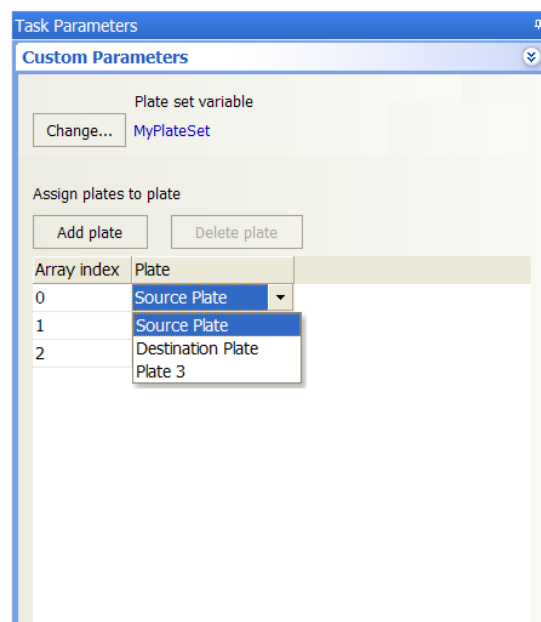 Task Parameters
Custom Parameters
Plate set variable
Change... MyPlateSet
Assign plates to plate
Add plate Delete plate
Array index Plate
0 Source Plate
1 Source Plate
2 Destination Plate
Plate 3